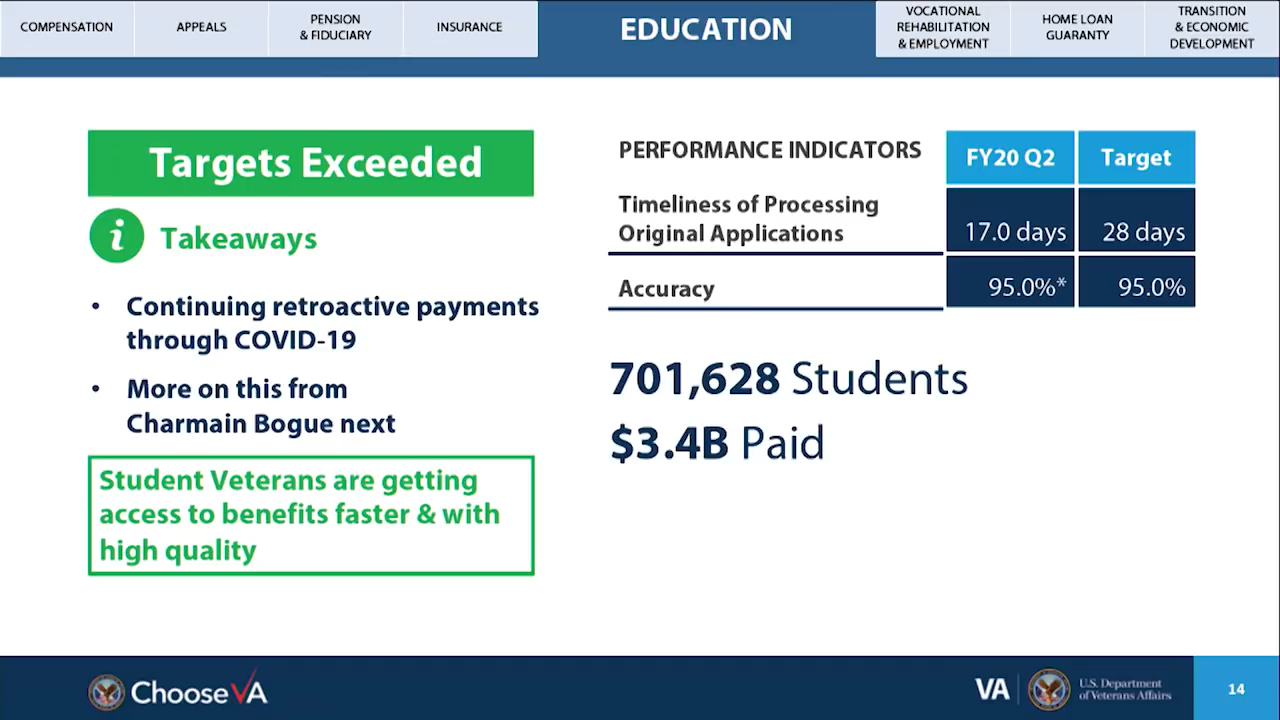 COMPENSATION
APPEALS
PENSION
& FIDUCIARY
INSURANCE
EDUCATION
VOCATIONAL
REHABILITATION
& EMPLOYMENT
HOME LOAN
GUARANTY
TRANSITION
& ECONOMIC
DEVELOPMENT
Targets Exceeded
i Takeaways
• Continuing retroactive payments
through COVID-19
• More on this from
Charmain Bogue next
Student Veterans are getting
access to benefits faster & with
high quality
PERFORMANCE INDICATORS FY20 Q2 Target
Timeliness of Processing
Original Applications 17.0 days 28 days
Accuracy 95.0%* 95.0%
701,628 Students
$3.4B Paid
Choose VA
VA
U.S. Department
of Veterans Affairs
14